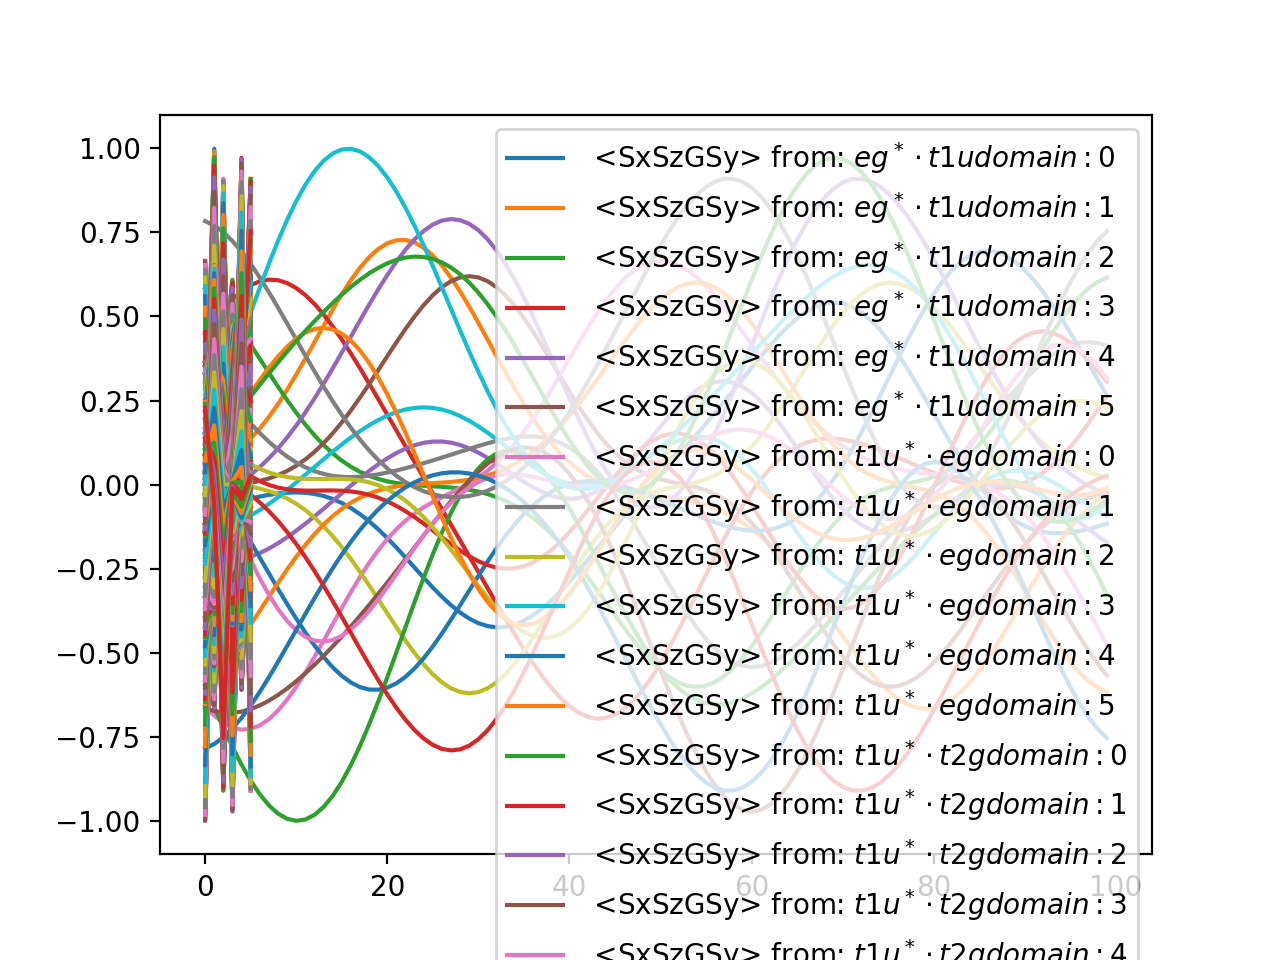 1.00
0.75
0.50
0.25
0.00
−0.25
−0.50
−0.75
−1.00
0 20 40 60 80 100
<SxSzGSy> from: eg* · t1udomain : 0
<SxSzGSy> from: eg* · t1udomain : 1
<SxSzGSy> from: eg* · t1udomain : 2
<SxSzGSy> from: eg* · t1udomain : 3
<SxSzGSy> from: eg* · t1udomain : 4
<SxSzGSy> from: eg* · t1udomain : 5
<SxSzGSy> from: t1u* · egdomain : 0
<SxSzGSy> from: t1u* · egdomain : 1
<SxSzGSy> from: t1u* · egdomain : 2
<SxSzGSy> from: t1u* · egdomain : 3
<SxSzGSy> from: t1u* · egdomain : 4
<SxSzGSy> from: t1u* · egdomain : 5
<SxSzGSy> from: t1u* · t2gdomain : 0
<SxSzGSy> from: t1u* · t2gdomain : 1
<SxSzGSy> from: t1u* · t2gdomain : 2
<SxSzGSy> from: t1u* · t2gdomain : 3
<SxSzGSy> from: t1u* · t2gdomain : 4